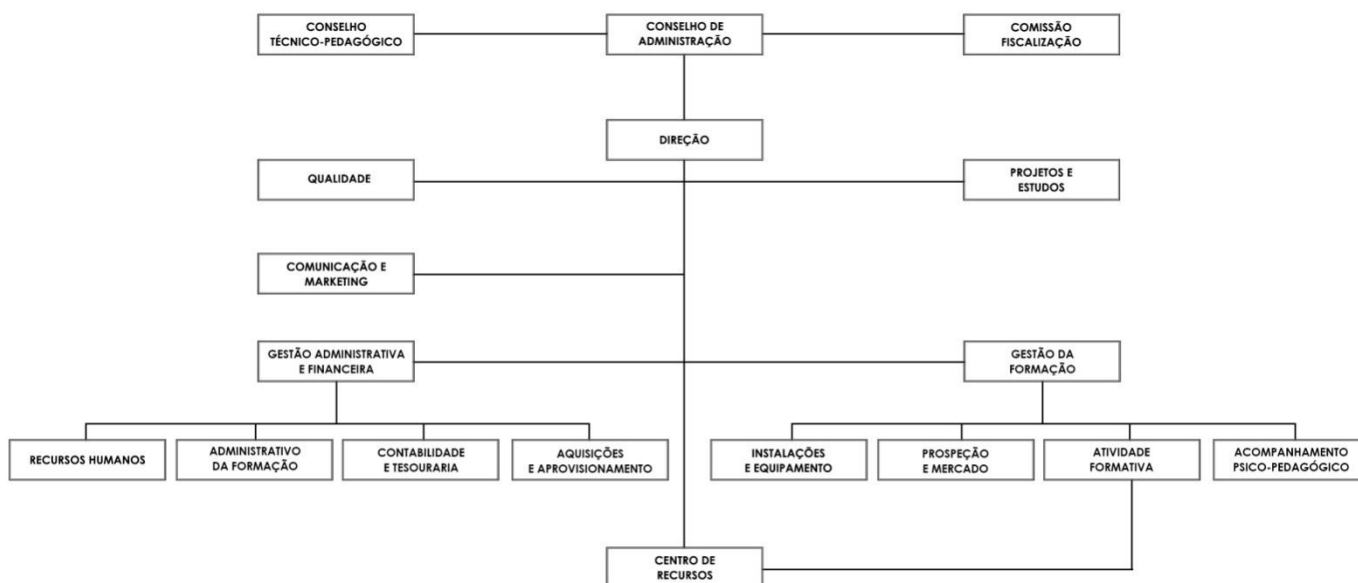 CONSELHO
TÉCNICO-PEDAGÓGICO
CONSELHO DE
ADMINISTRAÇÃO
COMISSÃO
FISCALIZAÇÃO
DIREÇÃO
QUALIDADE
PROJETOS E
ESTUDOS
COMUNICAÇÃO E
MARKETING
GESTÃO ADMINISTRATIVA
E FINANCEIRA
GESTÃO DA
FORMAÇÃO
RECURSOS HUMANOS
ADMINISTRATIVO
DA FORMAÇÃO
CONTABILIDADE
E TESOURARIA
AQUISIÇÕES
E APROVISIONAMENTO
INSTALAÇÕES
E EQUIPAMENTO
PROSPEÇÃO
E MERCADO
ATIVIDADE
FORMATIVA
ACOMPANHAMENTO
PSICO-PEDAGÓGICO
CENTRO DE
RECURSOS